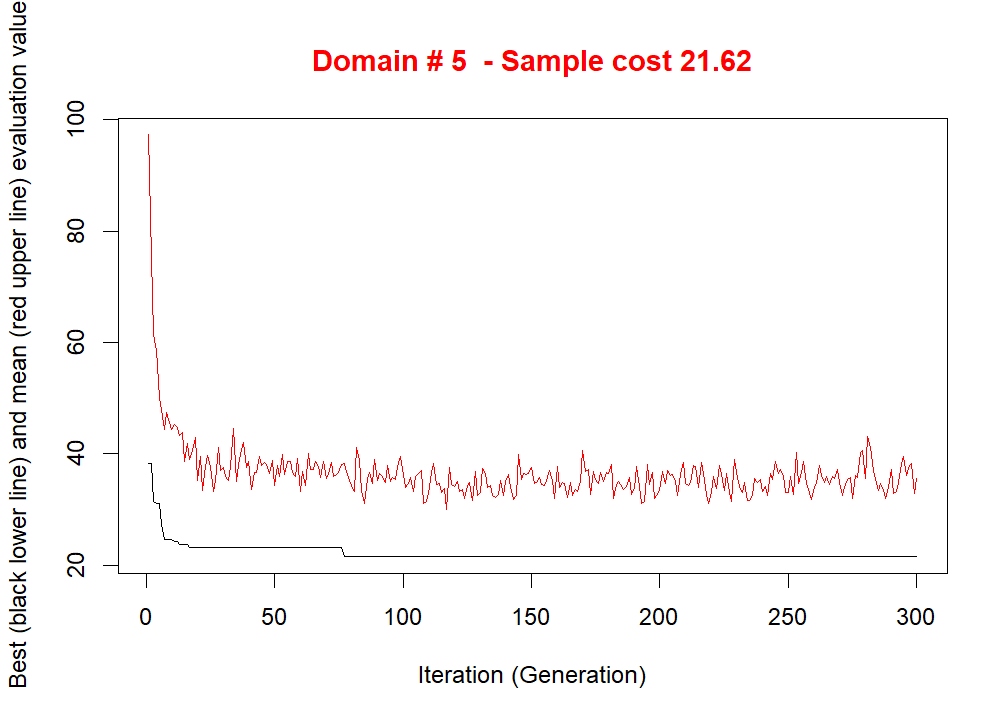 Domain # 5  - Sample cost 21.62
Best (black lower line) and mean (red upper line) evaluation value
100
80
60
40
20
0 50 100 150 200 250 300
Iteration (Generation)